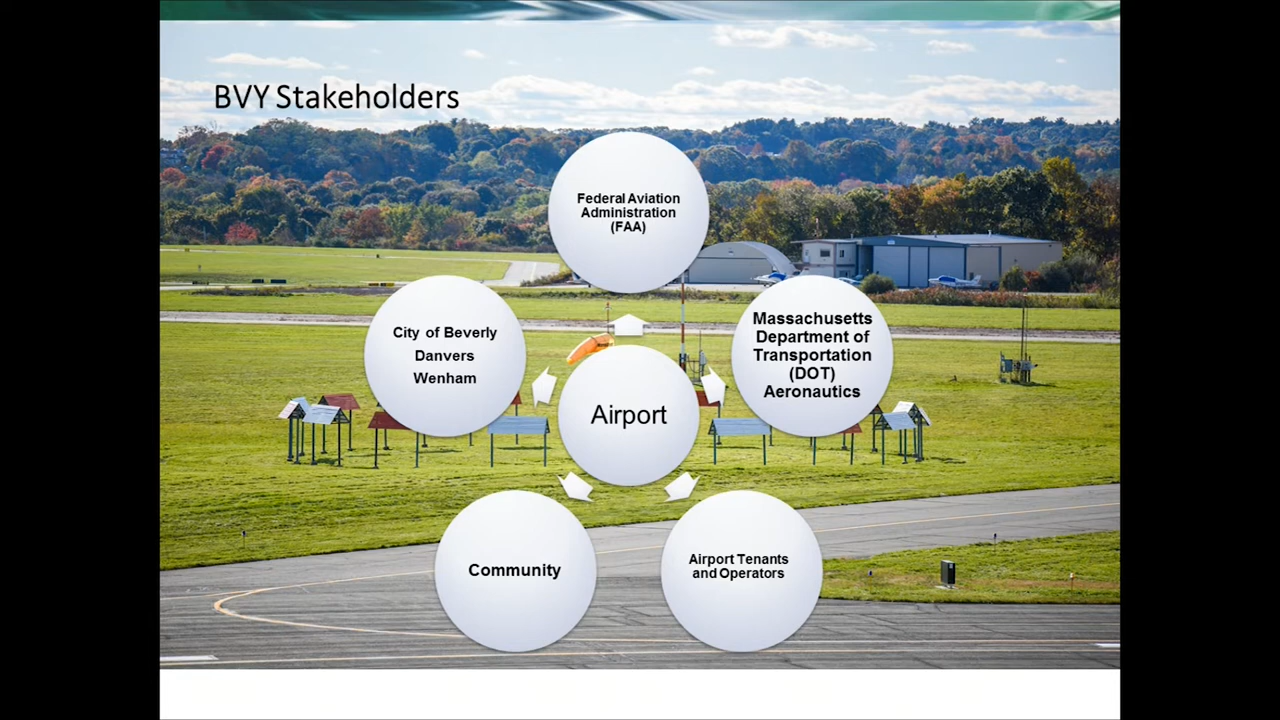 BVY Stakeholders
Federal Aviation
Administration
(FAA)
City of Beverly
Danvers
Wenham
Massachusetts
Department of
Transportation
(DOT)
Aeronautics
Airport
Community
Airport Tenants
and Operators